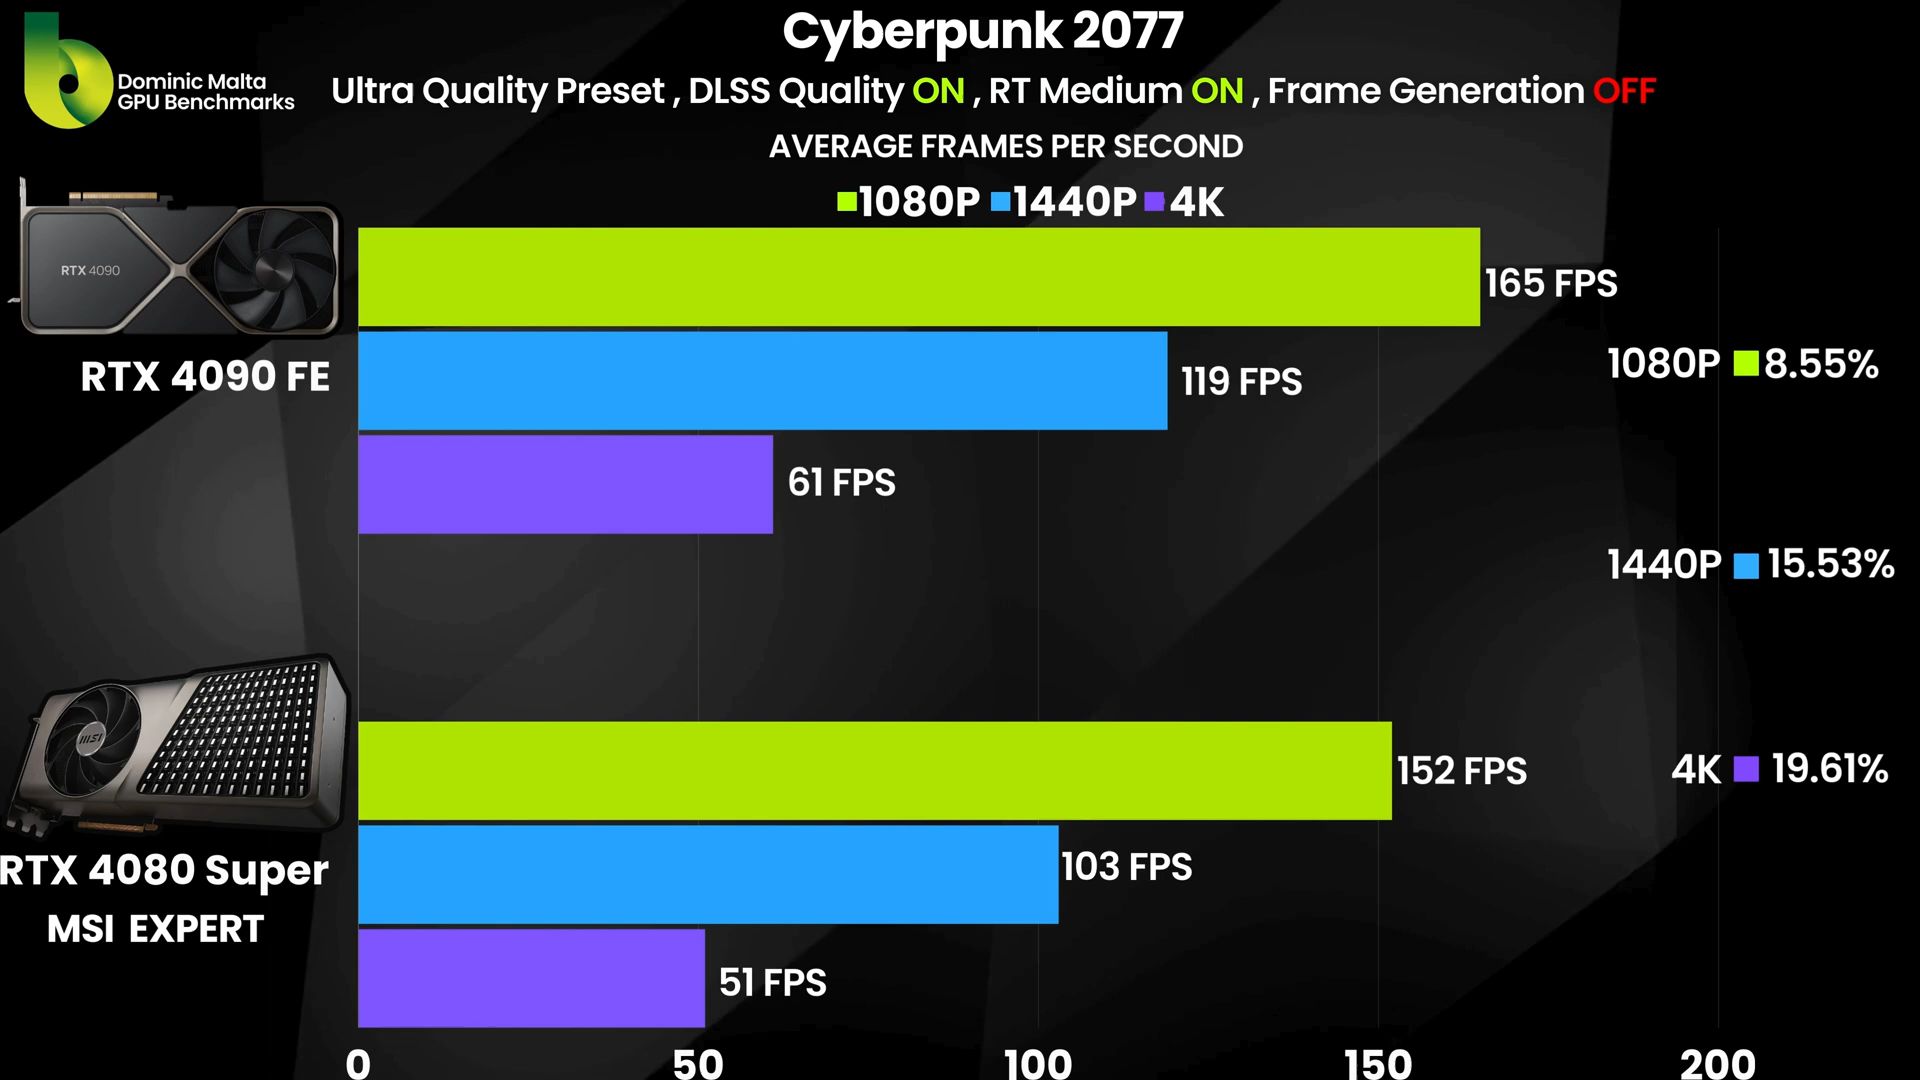 Cyberpunk 2077
Dominic Malta
GPU Benchmarks
Ultra Quality Preset , DLSS Quality ON , RT Medium ON , Frame Generation OFF
AVERAGE FRAMES PER SECOND
1080P 1440P 4K
RTX 4090
165 FPS
RTX 4090 FE
119 FPS
61 FPS
1080P 8.55%
1440P 15.53%
4K 19.61%
msi
152 FPS
RTX 4080 Super
MSI EXPERT
103 FPS
51 FPS
0 50 100 150 200